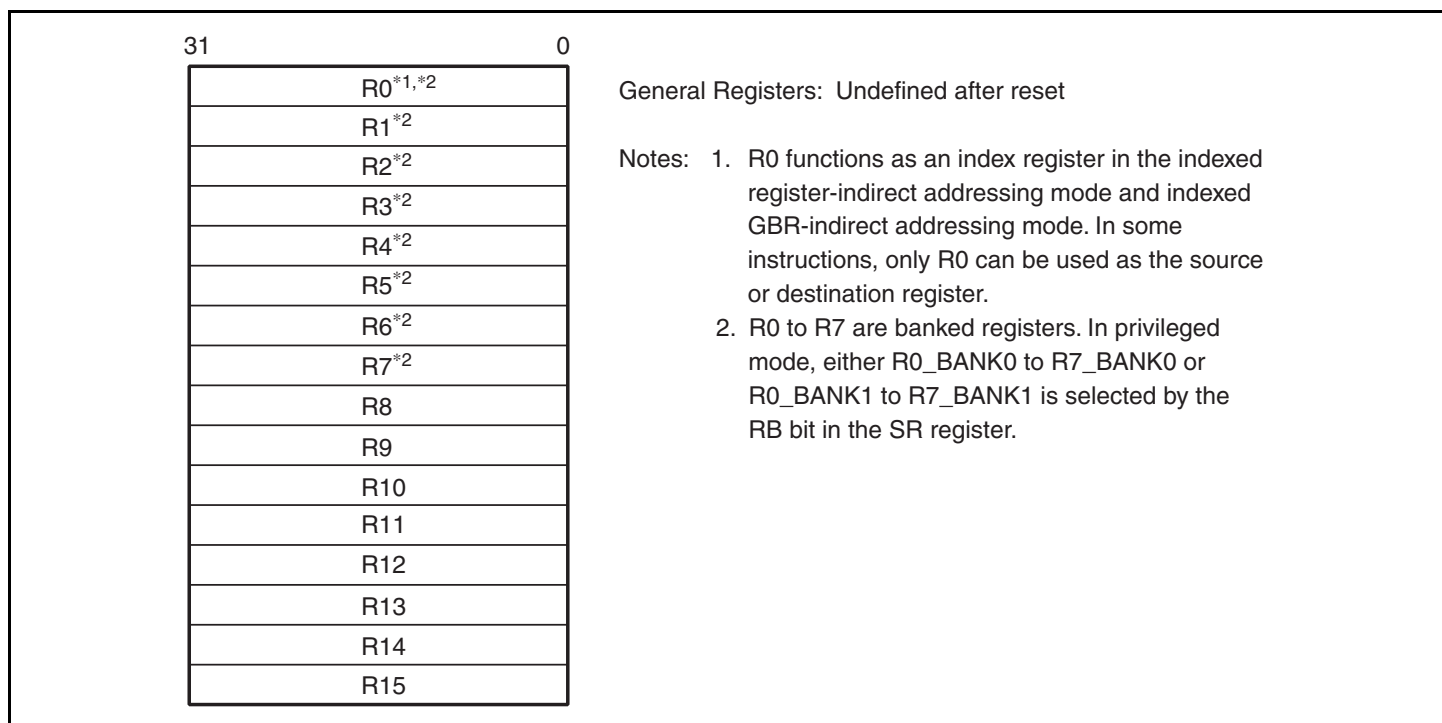 31 0
R0*1,*2
R1*2
R2*2
R3*2
R4*2
R5*2
R6*2
R7*2
R8
R9
R10
R11
R12
R13
R14
R15
General Registers: Undefined after reset
Notes: 1. R0 functions as an index register in the indexed
register-indirect addressing mode and indexed
GBR-indirect addressing mode. In some
instructions, only R0 can be used as the source
or destination register.
2. R0 to R7 are banked registers. In privileged
mode, either R0_BANK0 to R7_BANK0 or
R0_BANK1 to R7_BANK1 is selected by the
RB bit in the SR register.